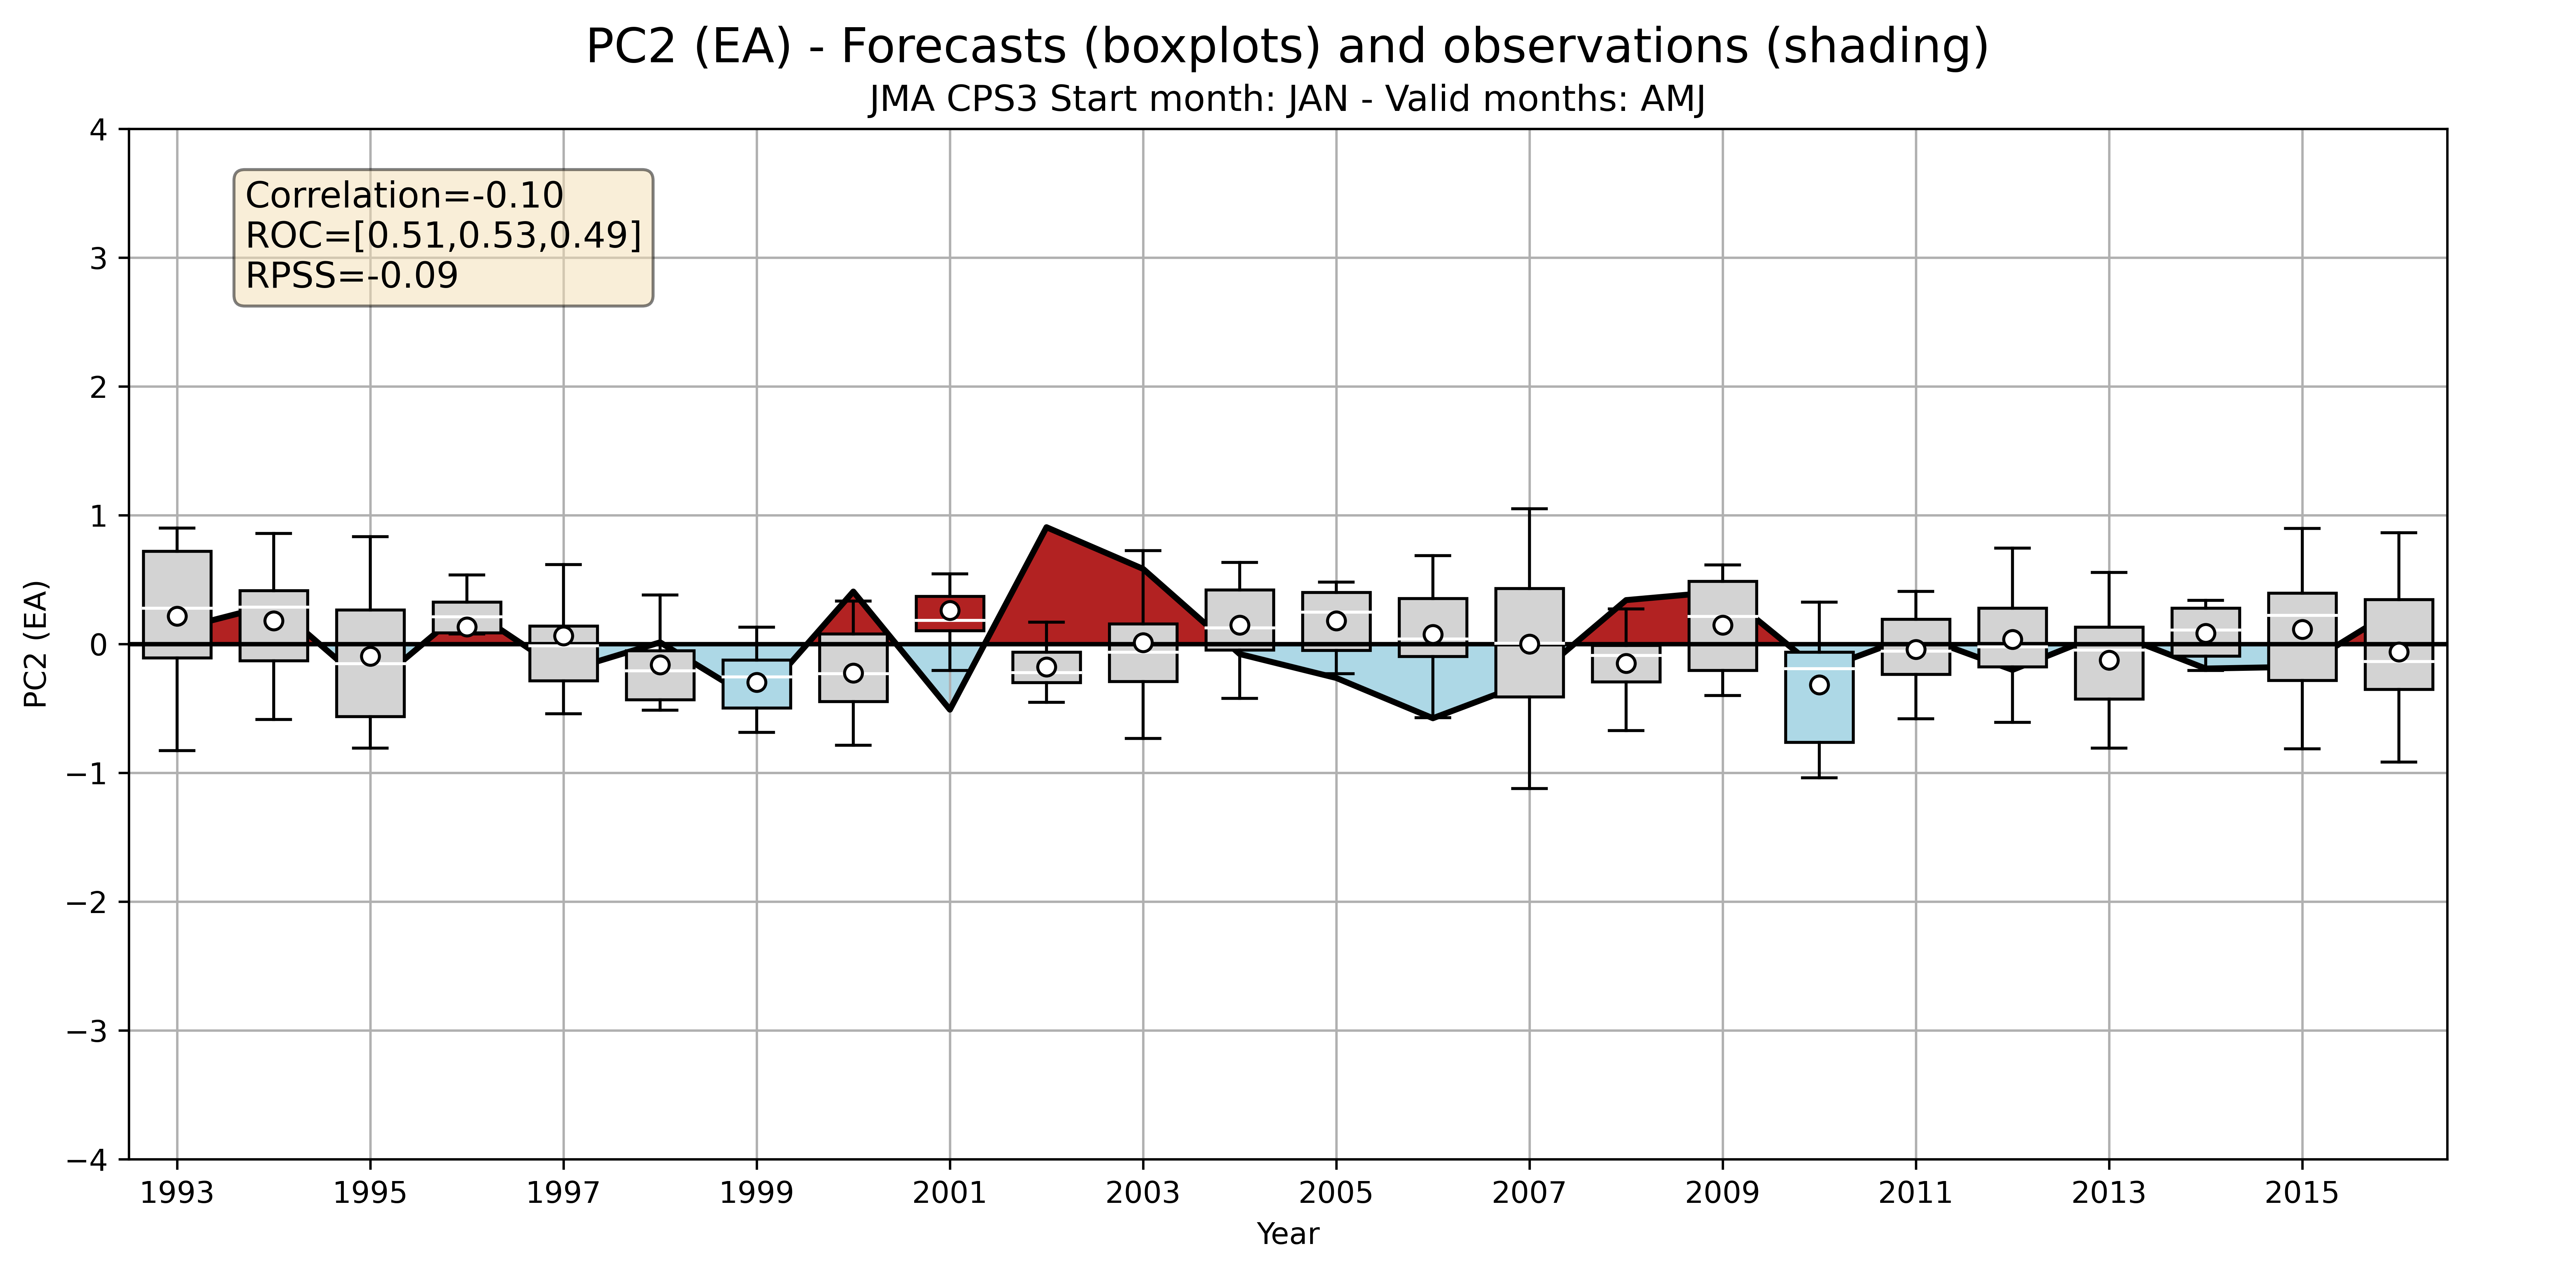 PC2 (EA) - Forecasts (boxplots) and observations (shading)
JMA CPS3 Start month: JAN - Valid months: AMJ
Correlation=-0.10
ROC=[0.51,0.53,0.49]
RPSS=-0.09
PC2 (EA)
4
3
2
1
0
−1
−2
−3
−4
1993 1995 1997 1999 2001 2003 2005 2007 2009 2011 2013 2015
Year